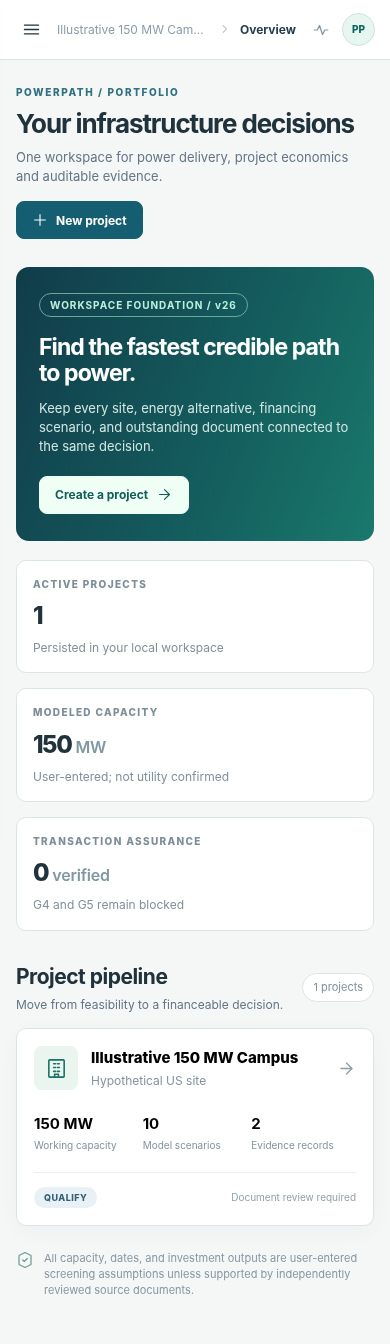 Illustrative 150 MW Cam...
Overview
PP
POWERPATH / PORTFOLIO
Your infrastructure decisions
One workspace for power delivery, project economics
and auditable evidence.
New project
WORKSPACE FOUNDATION / v26
Find the fastest credible path
to power.
Keep every site, energy alternative, financing
scenario, and outstanding document connected to
the same decision.
Create a project
ACTIVE PROJECTS
1
Persisted in your local workspace
MODELED CAPACITY
150 MW
User-entered; not utility confirmed
TRANSACTION ASSURANCE
0 verified
G4 and G5 remain blocked
Project pipeline
1 projects
Move from feasibility to a financeable decision.
Illustrative 150 MW Campus
Hypothetical US site
150 MW
10
2
Working capacity
Model scenarios
Evidence records
QUALIFY
Document review required
All capacity, dates, and investment outputs are user-entered
screening assumptions unless supported by independently
reviewed source documents.